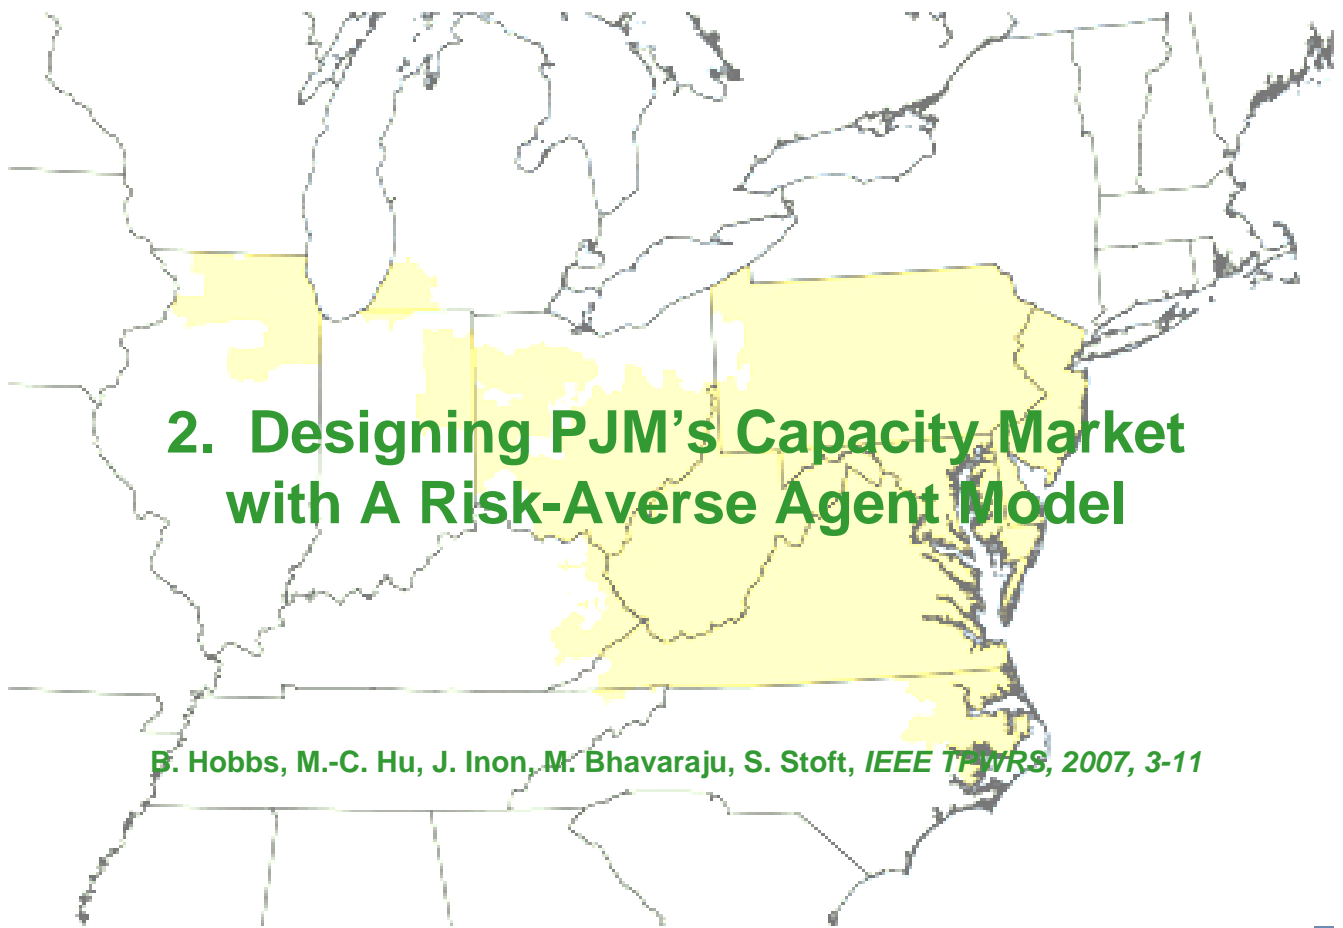 2. Designing PJM's Capacity Market
with A Risk-Averse Agent Model
B. Hobbs, M.-C. Hu, J. Inon, M. Bhavaraju, S. Stoft, IEEE TPWRS, 2007, 3-11